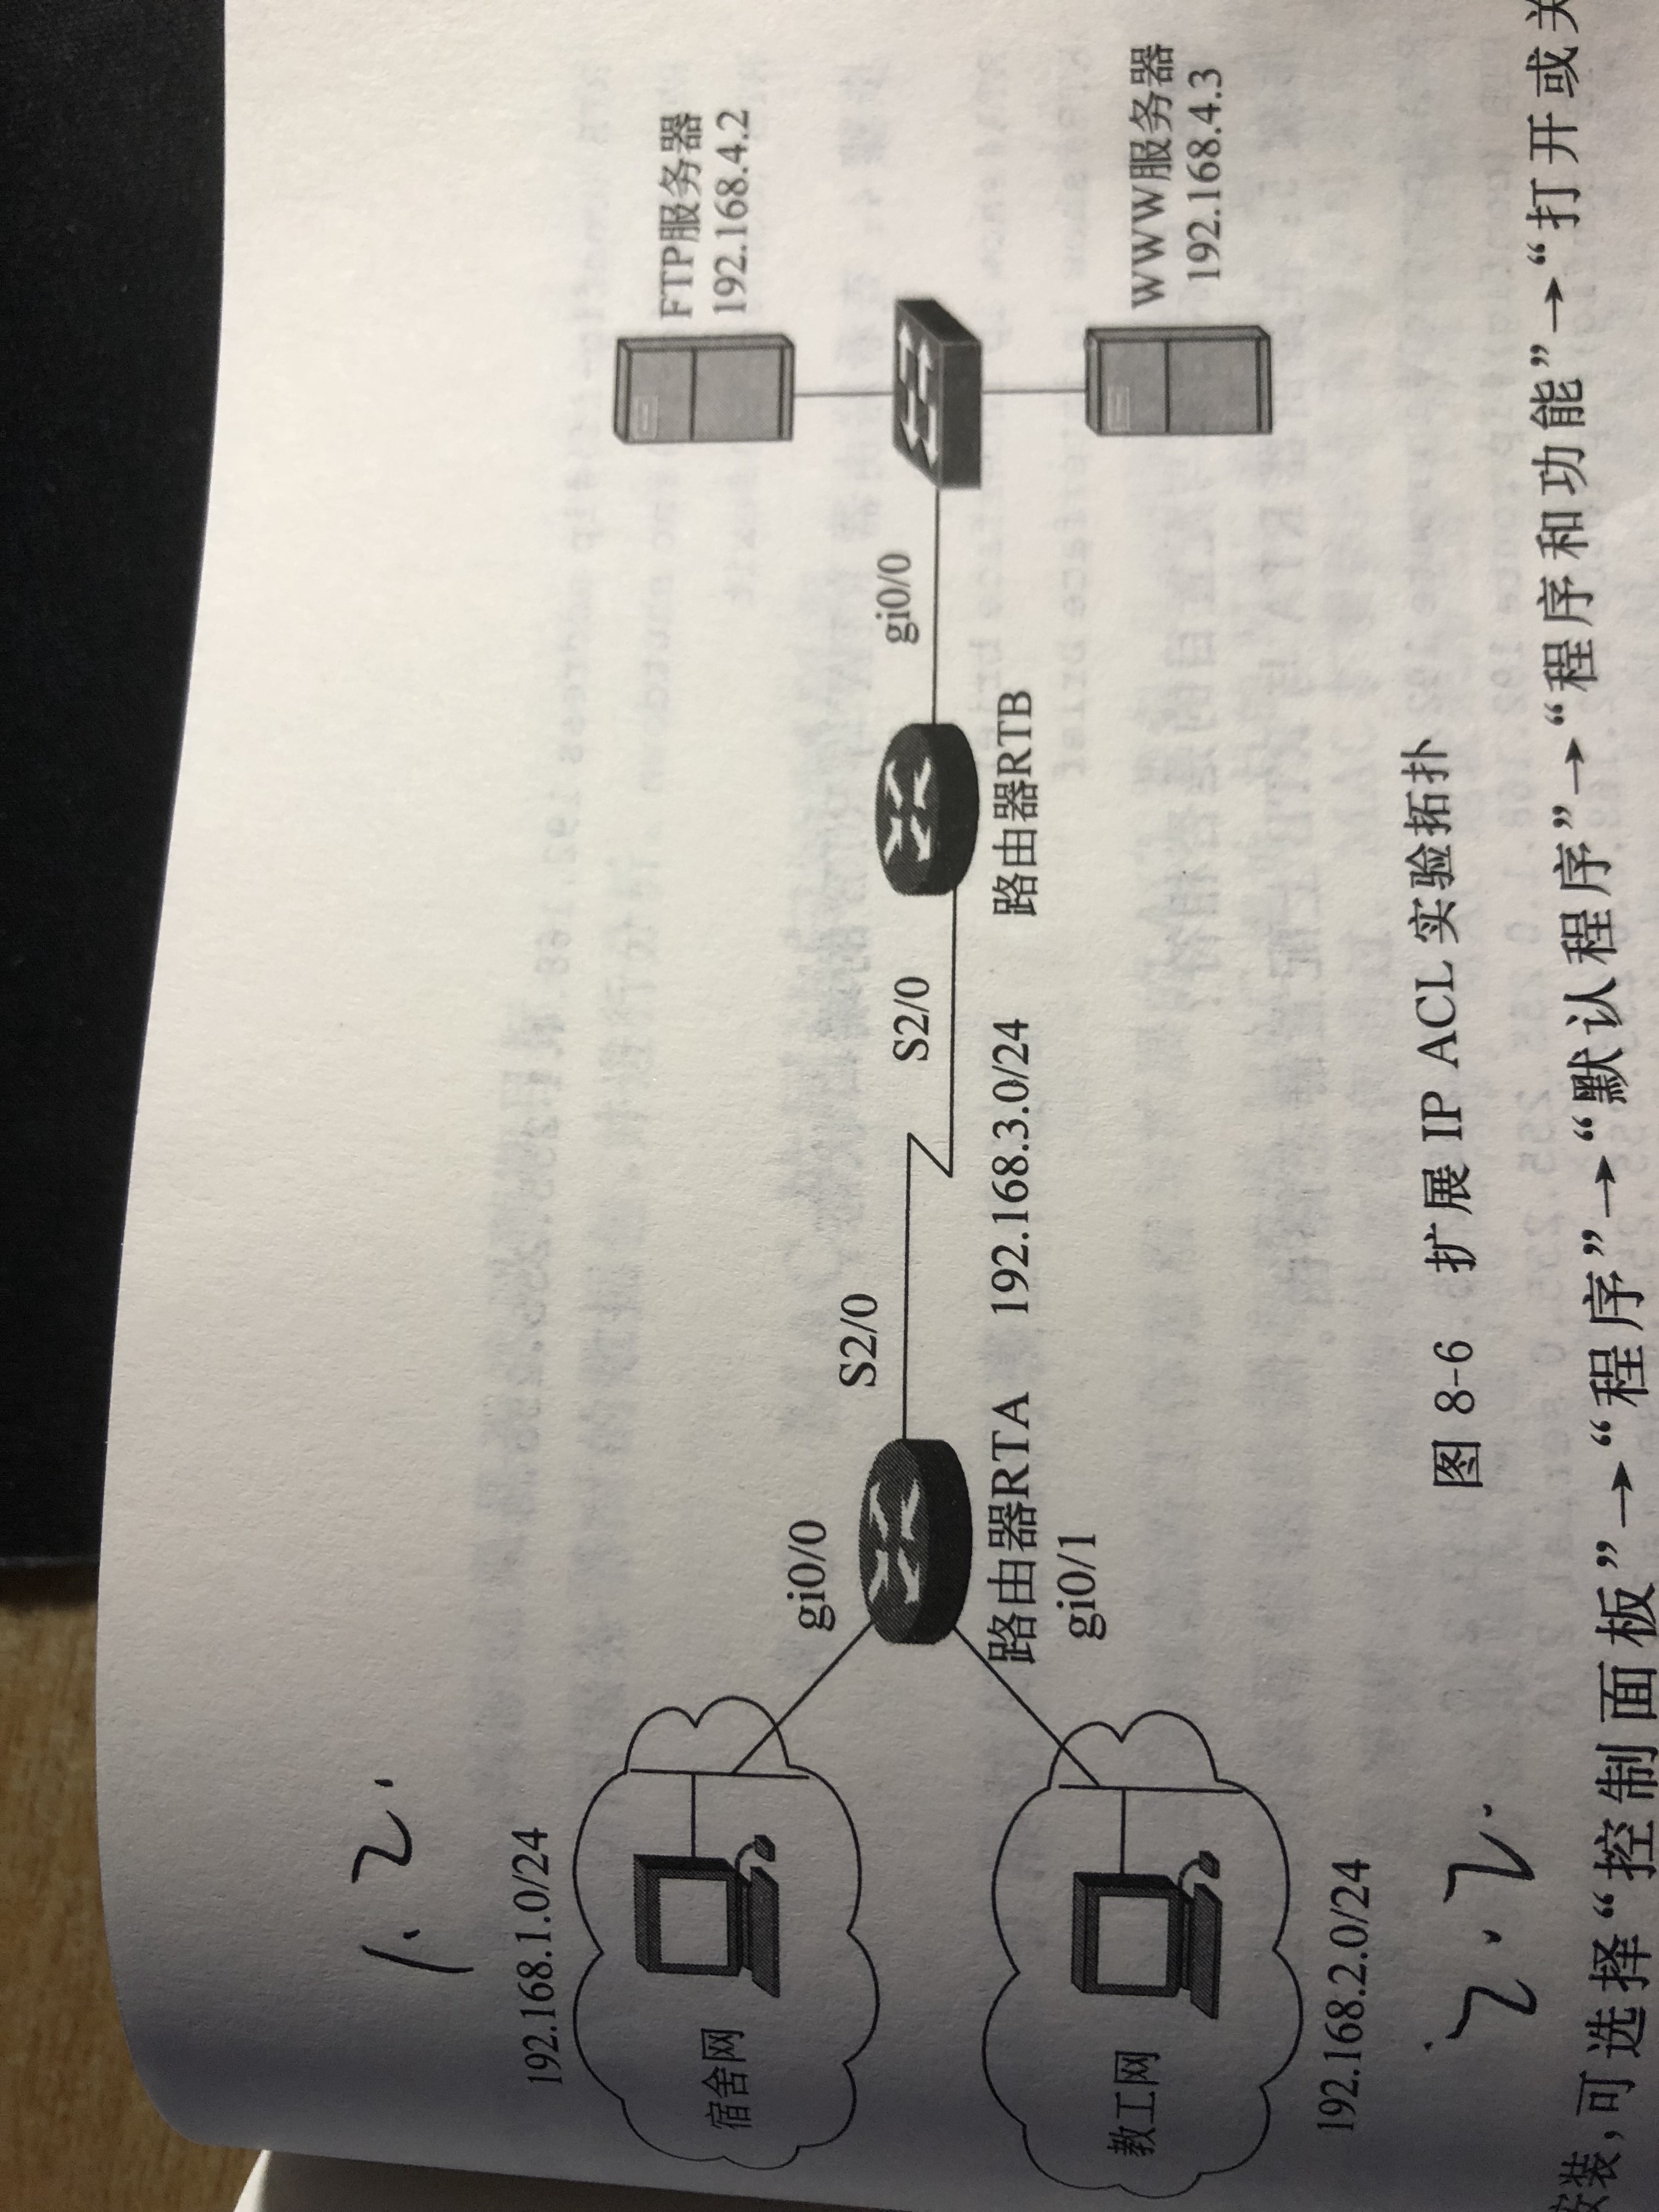 1.2.
192.168.1.0/24
宿舍网
gi0/0
S2/0
S2/0
gi0/0
FTP服务器
192.168.4.2
路由器RTA
192.168.3.0/24
路由器RTB
gi0/1
教工网
WWW服务器
192.168.4.3
192.168.2.0/24
2.2.
图 8-6 扩展 IP ACL 实验拓扑
安装,可选择“控制面板”→“程序”→“默认程序”→“程序和功能”→“打开或关